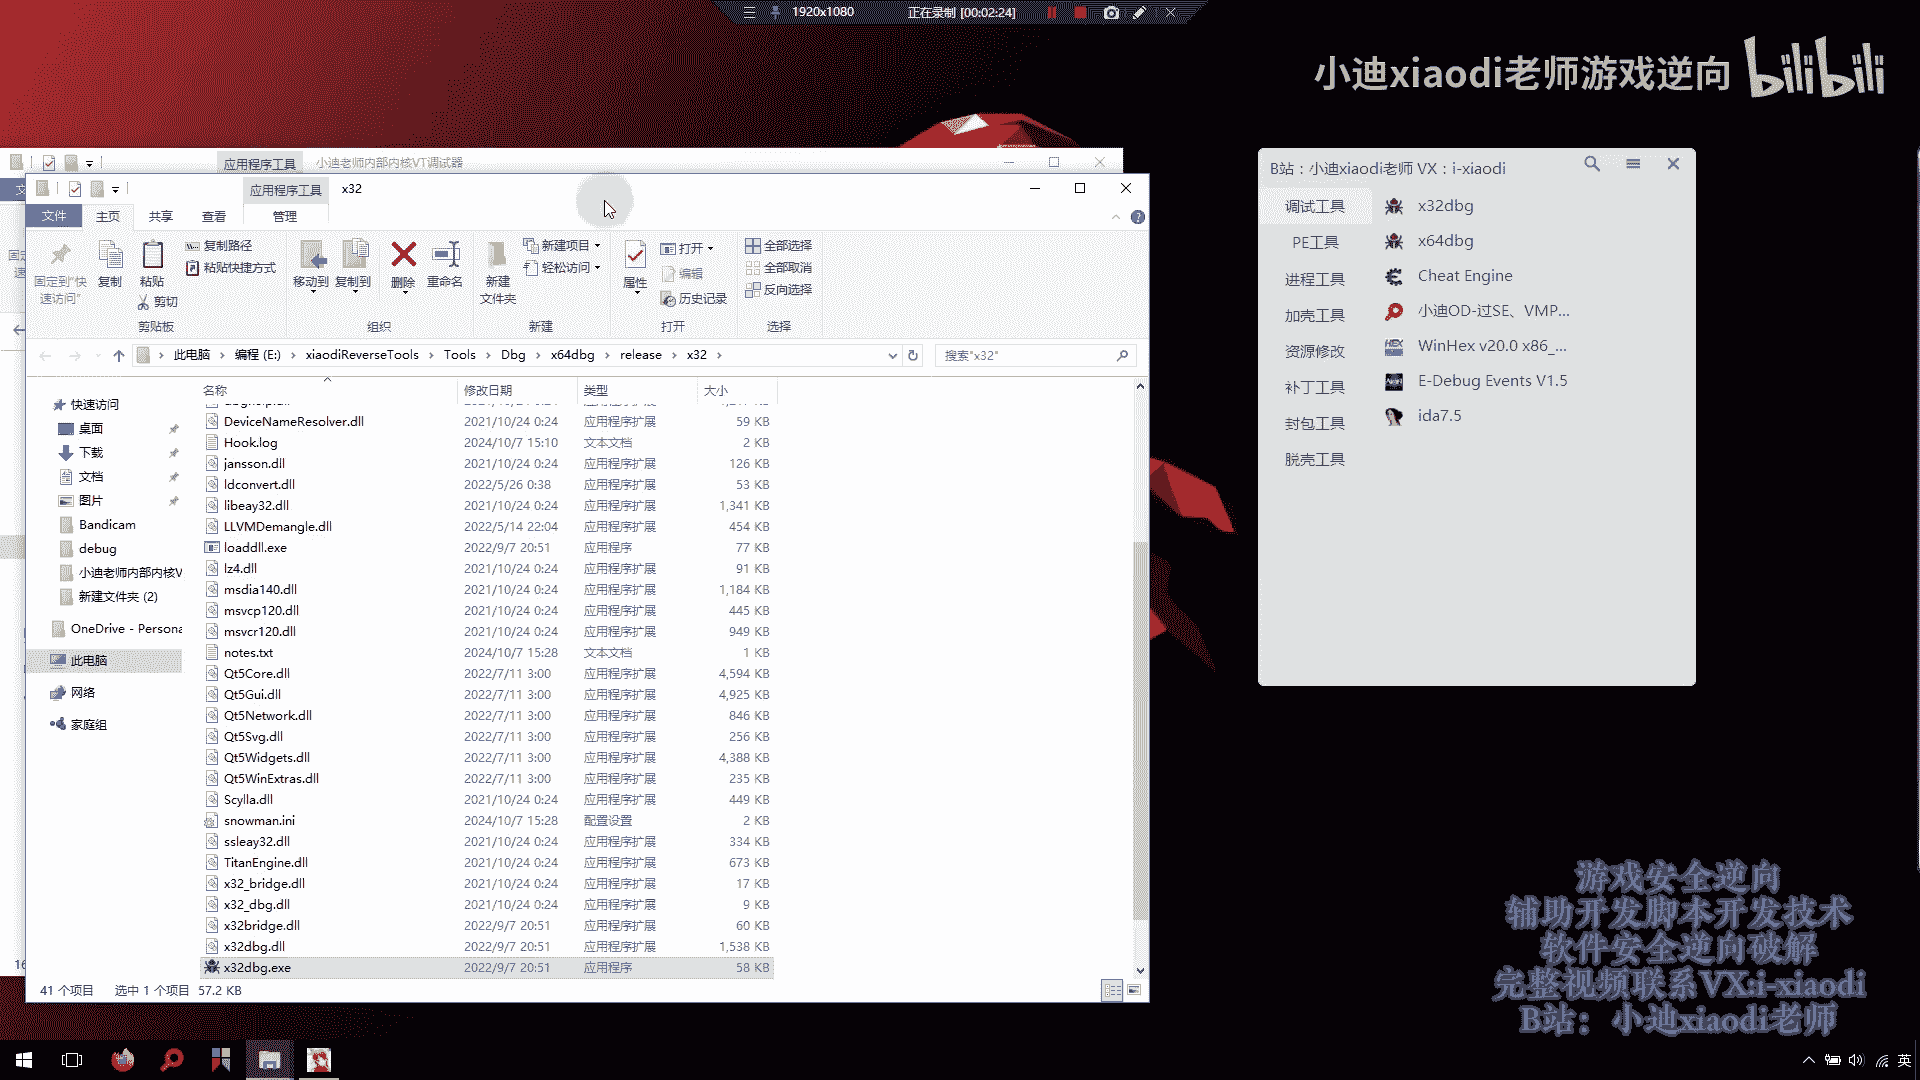 1920x1080 正在录制 [00:02:24]
小迪xiaodi老师游戏逆向 bilibili
应用程序工具 小迪老师内部内核VT调试器
应用程序工具 x32
文件 主页 共享 查看 管理
固定到"快速访问"
复制
粘贴
复制路径
粘贴快捷方式
剪切
剪贴板
移动到
复制到
删除
重命名
组织
新建
文件夹
新建项目
轻松访问
新建
属性
打开
编辑
历史记录
打开
全部选择
全部取消
反向选择
选择
此电脑 编程 (E:) xiaodiReverseTools Tools Dbg x64dbg release x32
搜索"x32"
快速访问
桌面
下载
文档
图片
Bandicam
debug
小迪老师内部内核V
新建文件夹 (2)
OneDrive - Persona
此电脑
网络
家庭组
名称 修改日期 类型 大小
DeviceNameResolver.dll 2021/10/24 0:24 应用程序扩展 59 KB
Hook.log 2024/10/7 15:10 文本文档 2 KB
jansson.dll 2021/10/24 0:24 应用程序扩展 126 KB
ldconvert.dll 2022/5/26 0:38 应用程序扩展 53 KB
libeay32.dll 2021/10/24 0:24 应用程序扩展 1,341 KB
LLVMDemangle.dll 2022/5/14 22:04 应用程序扩展 454 KB
loaddll.exe 2022/9/7 20:51 应用程序 77 KB
lz4.dll 2021/10/24 0:24 应用程序扩展 91 KB
msdia140.dll 2021/10/24 0:24 应用程序扩展 1,184 KB
msvcp120.dll 2021/10/24 0:24 应用程序扩展 445 KB
msvcr120.dll 2021/10/24 0:24 应用程序扩展 949 KB
notes.txt 2024/10/7 15:28 文本文档 1 KB
Qt5Core.dll 2022/7/11 3:00 应用程序扩展 4,594 KB
Qt5Gui.dll 2022/7/11 3:00 应用程序扩展 4,925 KB
Qt5Network.dll 2022/7/11 3:00 应用程序扩展 846 KB
Qt5Svg.dll 2022/7/11 3:00 应用程序扩展 256 KB
Qt5Widgets.dll 2022/7/11 3:00 应用程序扩展 4,388 KB
Qt5WinExtras.dll 2022/7/11 3:00 应用程序扩展 235 KB
Scylla.dll 2021/10/24 0:24 应用程序扩展 449 KB
snowman.ini 2024/10/7 15:28 配置设置 2 KB
ssleay32.dll 2021/10/24 0:24 应用程序扩展 334 KB
TitanEngine.dll 2021/10/24 0:24 应用程序扩展 673 KB
x32_bridge.dll 2021/10/24 0:24 应用程序扩展 17 KB
x32_dbg.dll 2021/10/24 0:24 应用程序扩展 9 KB
x32bridge.dll 2022/9/7 20:51 应用程序扩展 60 KB
x32dbg.dll 2022/9/7 20:51 应用程序扩展 1,538 KB
x32dbg.exe 2022/9/7 20:51 应用程序 58 KB
41 个项目 选中 1 个项目 57.2 KB
B站：小迪xiaodi老师 VX：i-xiaodi
调试工具
PE工具
进程工具
加壳工具
资源修改
补丁工具
封包工具
脱壳工具
x32dbg
x64dbg
Cheat Engine
小迪OD-过SE、VMP...
WinHex v20.0 x86_...
E-Debug Events V1.5
ida7.5
游戏安全逆向
辅助开发脚本开发技术
软件安全逆向破解
完整视频联系VX:i-xiaodi
B站：小迪xiaodi老师
英